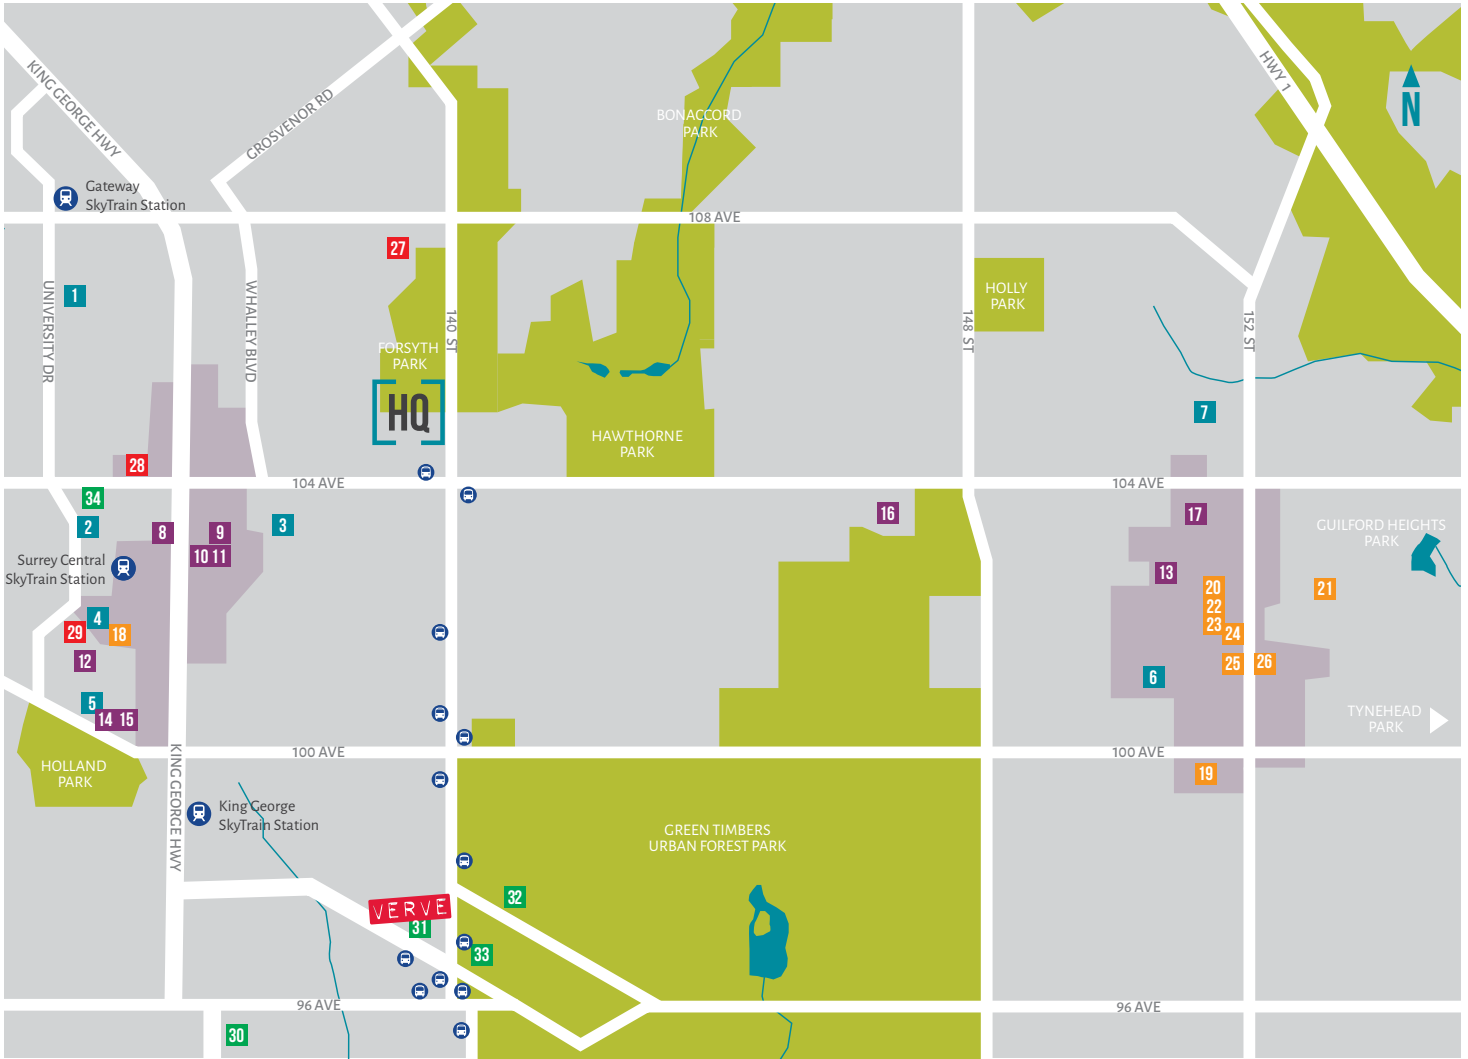 KING GEORGE HWY
GROSVENOR RD
HWY 1
N
BONACCORD
PARK
Gateway
SkyTrain Station
108 AVE
27
1
UNIVERSITY DR
WHALLEY BLVD
140 ST
148 ST
152 ST
HOLLY
PARK
FORSYTH
PARK
HQ
7
HAWTHORNE
PARK
28
104 AVE
104 AVE
34
2
8
9
3
10 11
16
17
GUILFORD HEIGHTS
PARK
Surrey Central
SkyTrain Station
13
20
21
22
23
24
4
29
18
12
25
26
6
5
14 15
TYNEHEAD
PARK
100 AVE
100 AVE
KING GEORGE HWY
HOLLAND
PARK
19
King George
SkyTrain Station
GREEN TIMBERS
URBAN FOREST PARK
VERVE
31
32
33
96 AVE
96 AVE
30